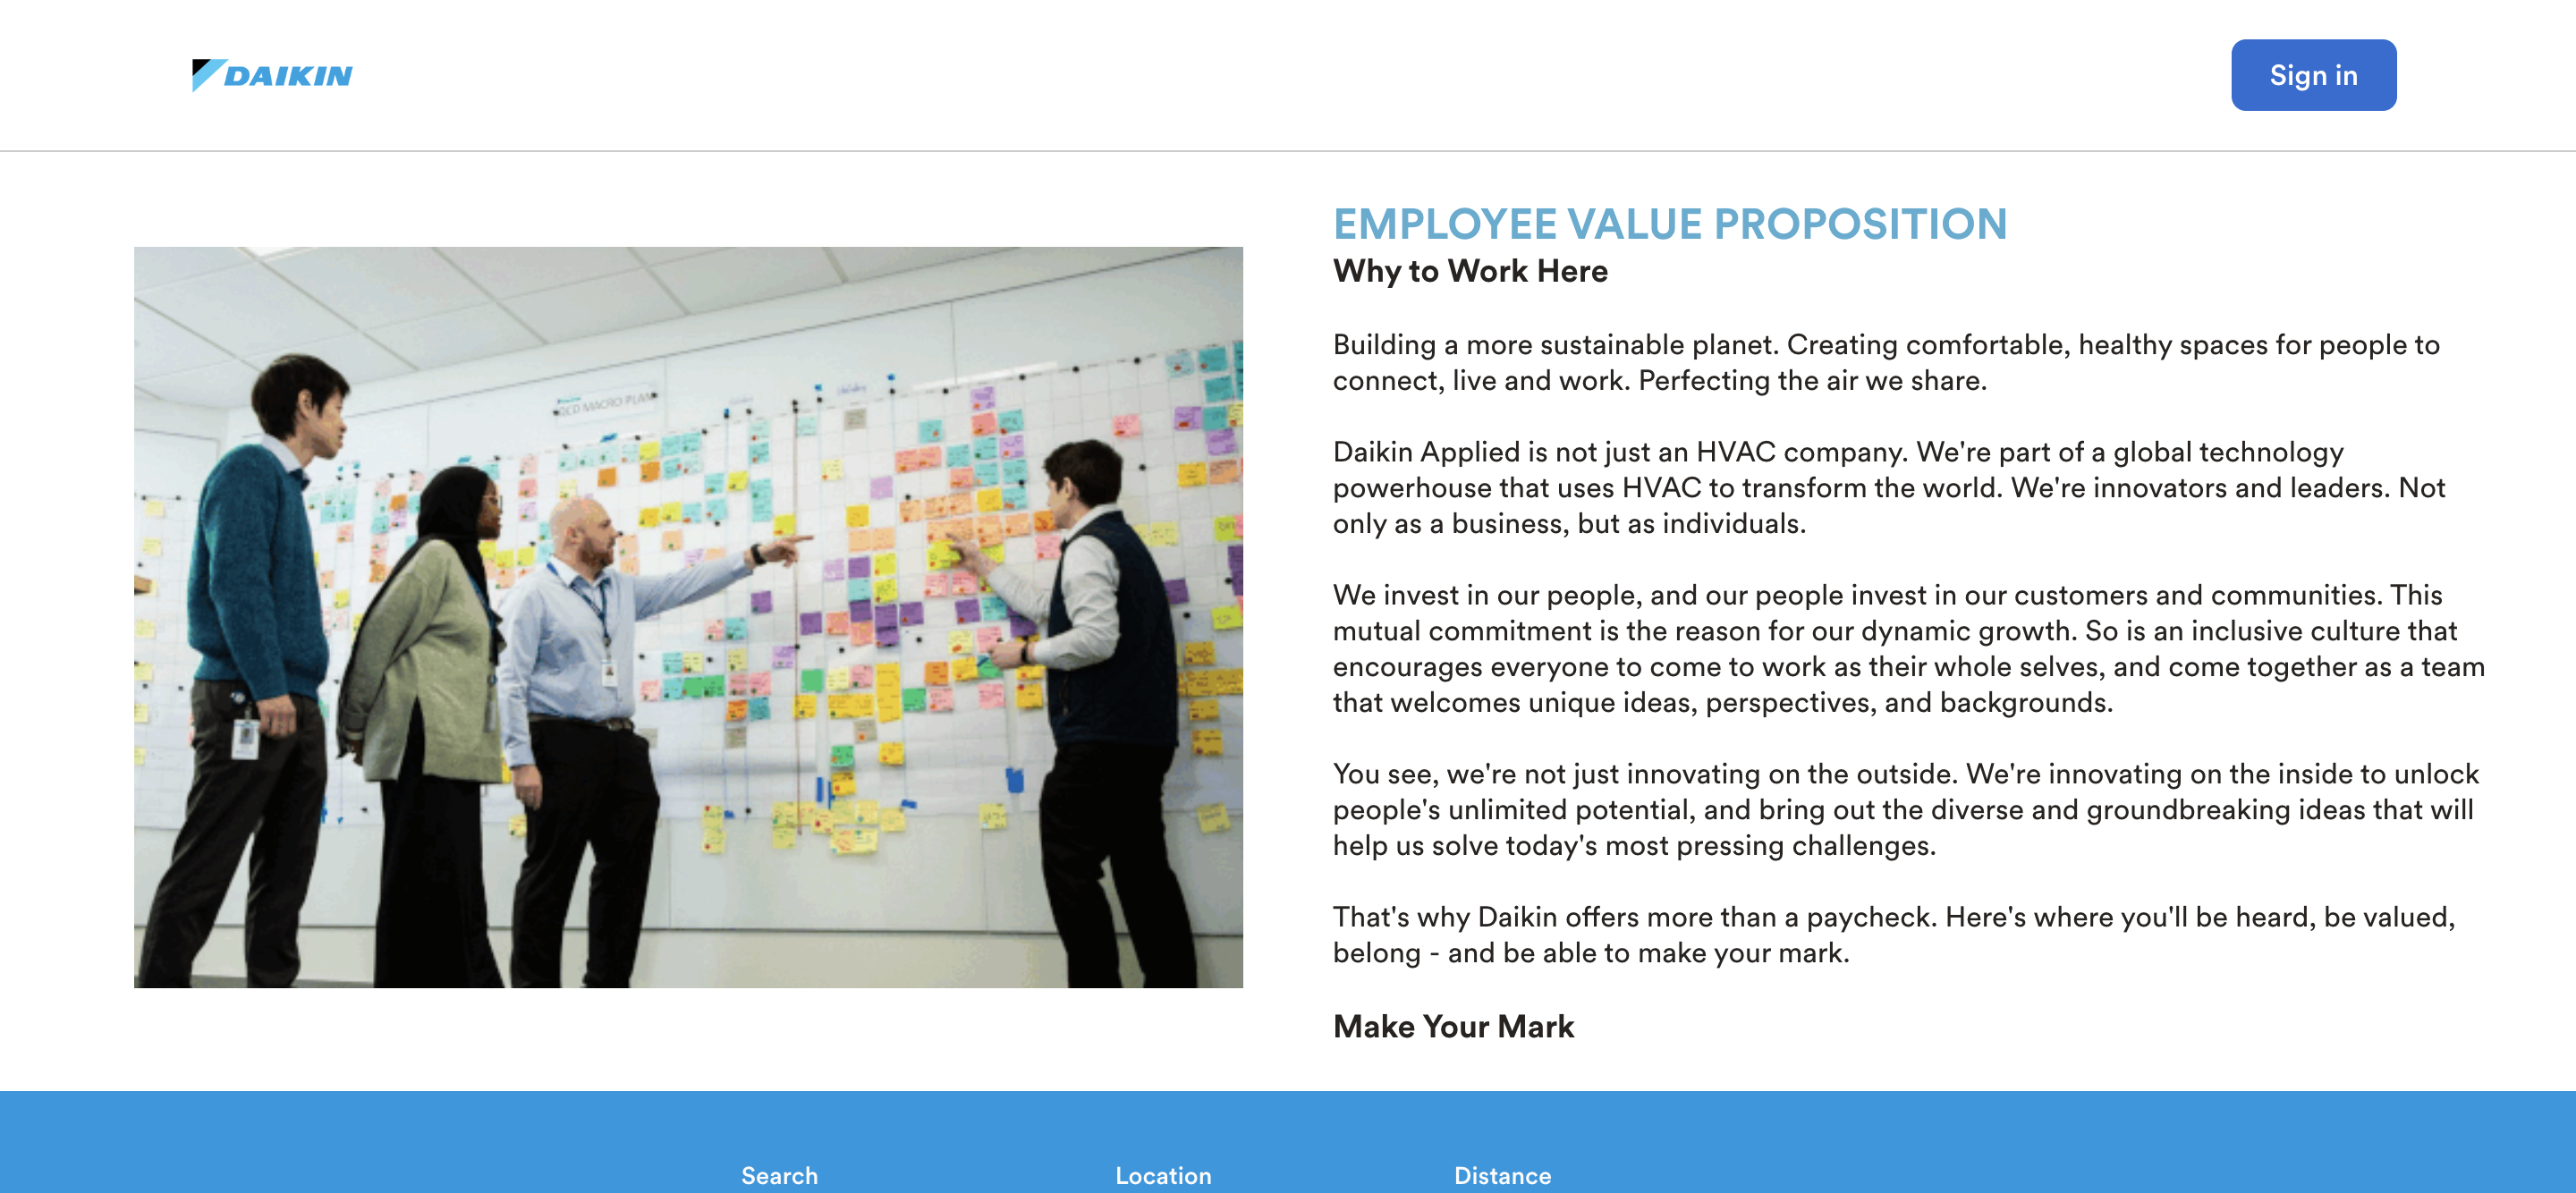 DAIKIN
Sign in
EMPLOYEE VALUE PROPOSITION
Why to Work Here
Building a more sustainable planet. Creating comfortable, healthy spaces for people to
connect, live and work. Perfecting the air we share.
Daikin Applied is not just an HVAC company. We're part of a global technology
powerhouse that uses HVAC to transform the world. We're innovators and leaders. Not
only as a business, but as individuals.
We invest in our people, and our people invest in our customers and communities. This
mutual commitment is the reason for our dynamic growth. So is an inclusive culture that
encourages everyone to come to work as their whole selves, and come together as a team
that welcomes unique ideas, perspectives, and backgrounds.
You see, we're not just innovating on the outside. We're innovating on the inside to unlock
people's unlimited potential, and bring out the diverse and groundbreaking ideas that will
help us solve today's most pressing challenges.
That's why Daikin offers more than a paycheck. Here's where you'll be heard, be valued,
belong - and be able to make your mark.
Make Your Mark
MACRO PLAN
Search
Location
Distance